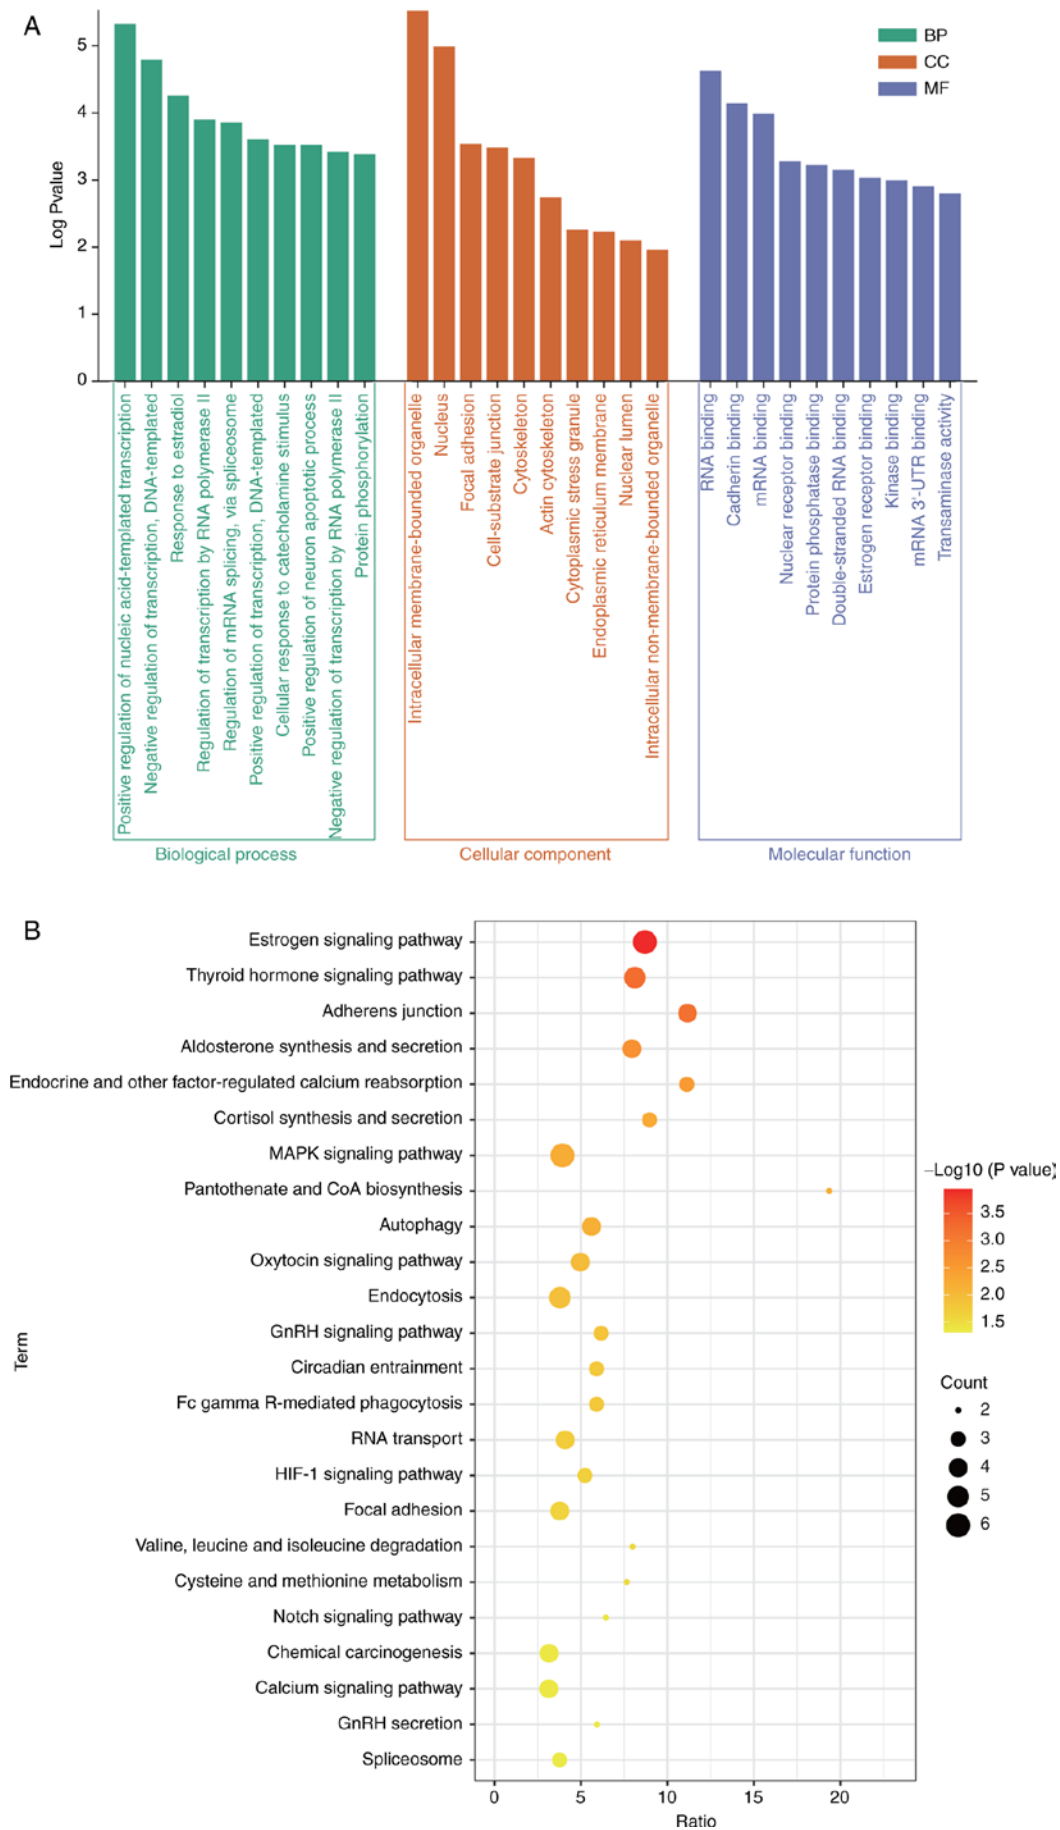 A
BP
CC
MF
Log Pvalue
5
4
3
2
1
0
Positive regulation of nucleic acid-templated transcription
Negative regulation of transcription, DNA-templated
Response to estradiol
Regulation of transcription by RNA polymerase II
Regulation of mRNA splicing, via spliceosome
Positive regulation of transcription, DNA-templated
Cellular response to catecholamine stimulus
Positive regulation of neuron apoptotic process
Negative regulation of transcription by RNA polymerase II
Protein phosphorylation
Intracellular membrane-bounded organelle
Nucleus
Focal adhesion
Cell-substrate junction
Cytoskeleton
Actin cytoskeleton
Cytoplasmic stress granule
Endoplasmic reticulum membrane
Nuclear lumen
Intracellular non-membrane-bounded organelle
RNA binding
Cadherin binding
mRNA binding
Nuclear receptor binding
Protein phosphatase binding
Double-stranded RNA binding
Estrogen receptor binding
Kinase binding
mRNA 3'-UTR binding
Transaminase activity
Biological process
Cellular component
Molecular function
B
Term
Estrogen signaling pathway
Thyroid hormone signaling pathway
Adherens junction
Aldosterone synthesis and secretion
Endocrine and other factor-regulated calcium reabsorption
Cortisol synthesis and secretion
MAPK signaling pathway
Pantothenate and CoA biosynthesis
Autophagy
Oxytocin signaling pathway
Endocytosis
GnRH signaling pathway
Circadian entrainment
Fc gamma R-mediated phagocytosis
RNA transport
HIF-1 signaling pathway
Focal adhesion
Valine, leucine and isoleucine degradation
Cysteine and methionine metabolism
Notch signaling pathway
Chemical carcinogenesis
Calcium signaling pathway
GnRH secretion
Spliceosome
0
5
10
15
20
Ratio
−Log10 (P value)
3.5
3.0
2.5
2.0
1.5
Count
2
3
4
5
6